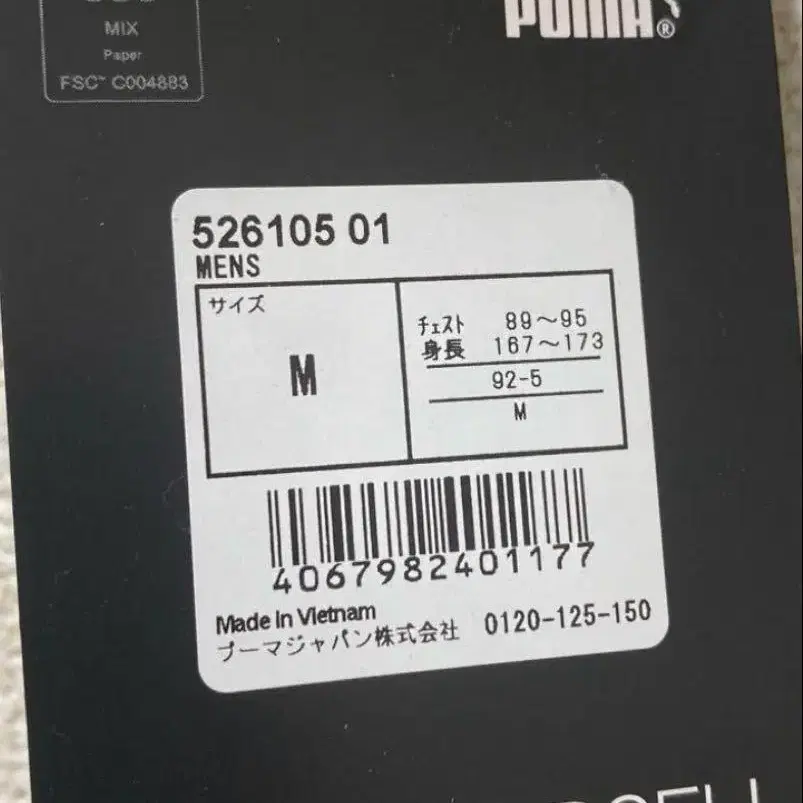 MIX
Paper
FSC™ C004883
PUMA®
526105 01
MENS
サイズ
M
チェスト 89～95
身長 167～173
92-5
M
4067982401177
Made in Vietnam
プーマジャパン株式会社 0120-125-150